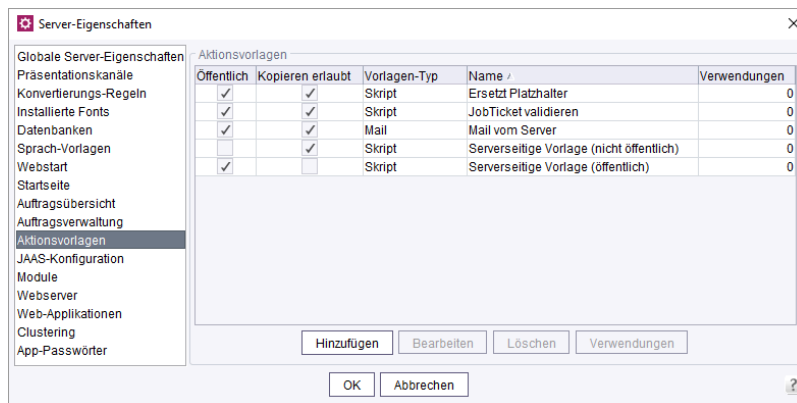 Server-Eigenschaften
Globale Server-Eigenschaften
Präsentationskanäle
Konvertierungs-Regeln
Installierte Fonts
Datenbanken
Sprach-Vorlagen
Webstart
Startseite
Auftragsübersicht
Auftragsverwaltung
Aktionsvorlagen
JAAS-Konfiguration
Module
Webserver
Web-Applikationen
Clustering
App-Passwörter
Aktionsvorlagen
Öffentlich Kopieren erlaubt Vorlagen-Typ Name Verwendungen
Skript Ersetzt Platzhalter 0
Skript JobTicket validieren 0
Mail Mail vom Server 0
Skript Serverseitige Vorlage (nicht öffentlich) 0
Skript Serverseitige Vorlage (öffentlich) 0
Hinzufügen Bearbeiten Löschen Verwendungen
OK Abbrechen ?